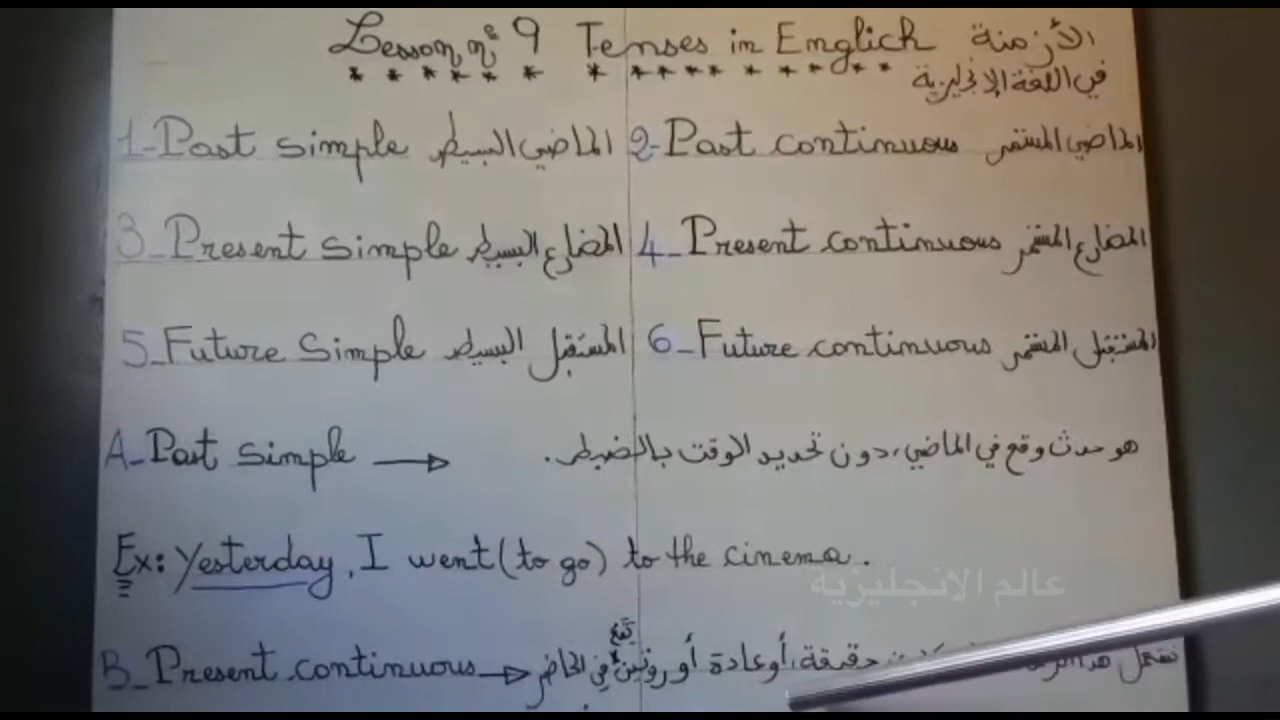 Lesson n° 9 Tenses in Englich الأزمنة
في اللغة الإنجليزية
1-Past simple الماضي البسيط 2-Past continuous الماضي المستمر
3-Present simple المضارع البسيط 4-Present continuous المضارع المستمر
5-Future simple المستقبل البسيط 6-Future continuous المستقبل المستمر
A-Past simple → هو حدث وقع في الماضي، دون تحديد الوقت بالضبط.
Ex: Yesterday, I went (to go) to the cinema.
عالم الانجليزية
يقع
B-Present continuous → نستعمل هذا حقيقة، أو عادة أو روتين في الحاضر